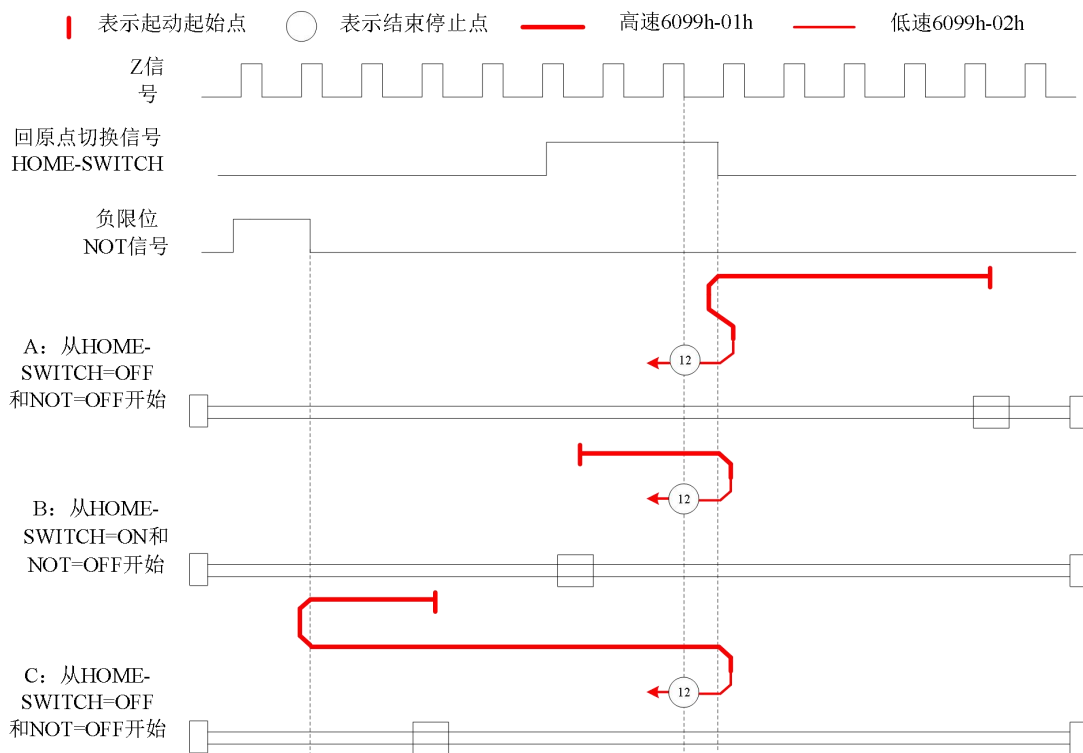 表示起动起始点
表示结束停止点
高速6099h-01h
低速6099h-02h
Z信
号
回原点切换信号
HOME-SWITCH
负限位
NOT信号
A：从HOME-
SWITCH=OFF
和NOT=OFF开始
12
B：从HOME-
SWITCH=ON和
NOT=OFF开始
12
C：从HOME-
SWITCH=OFF
和NOT=OFF开始
12